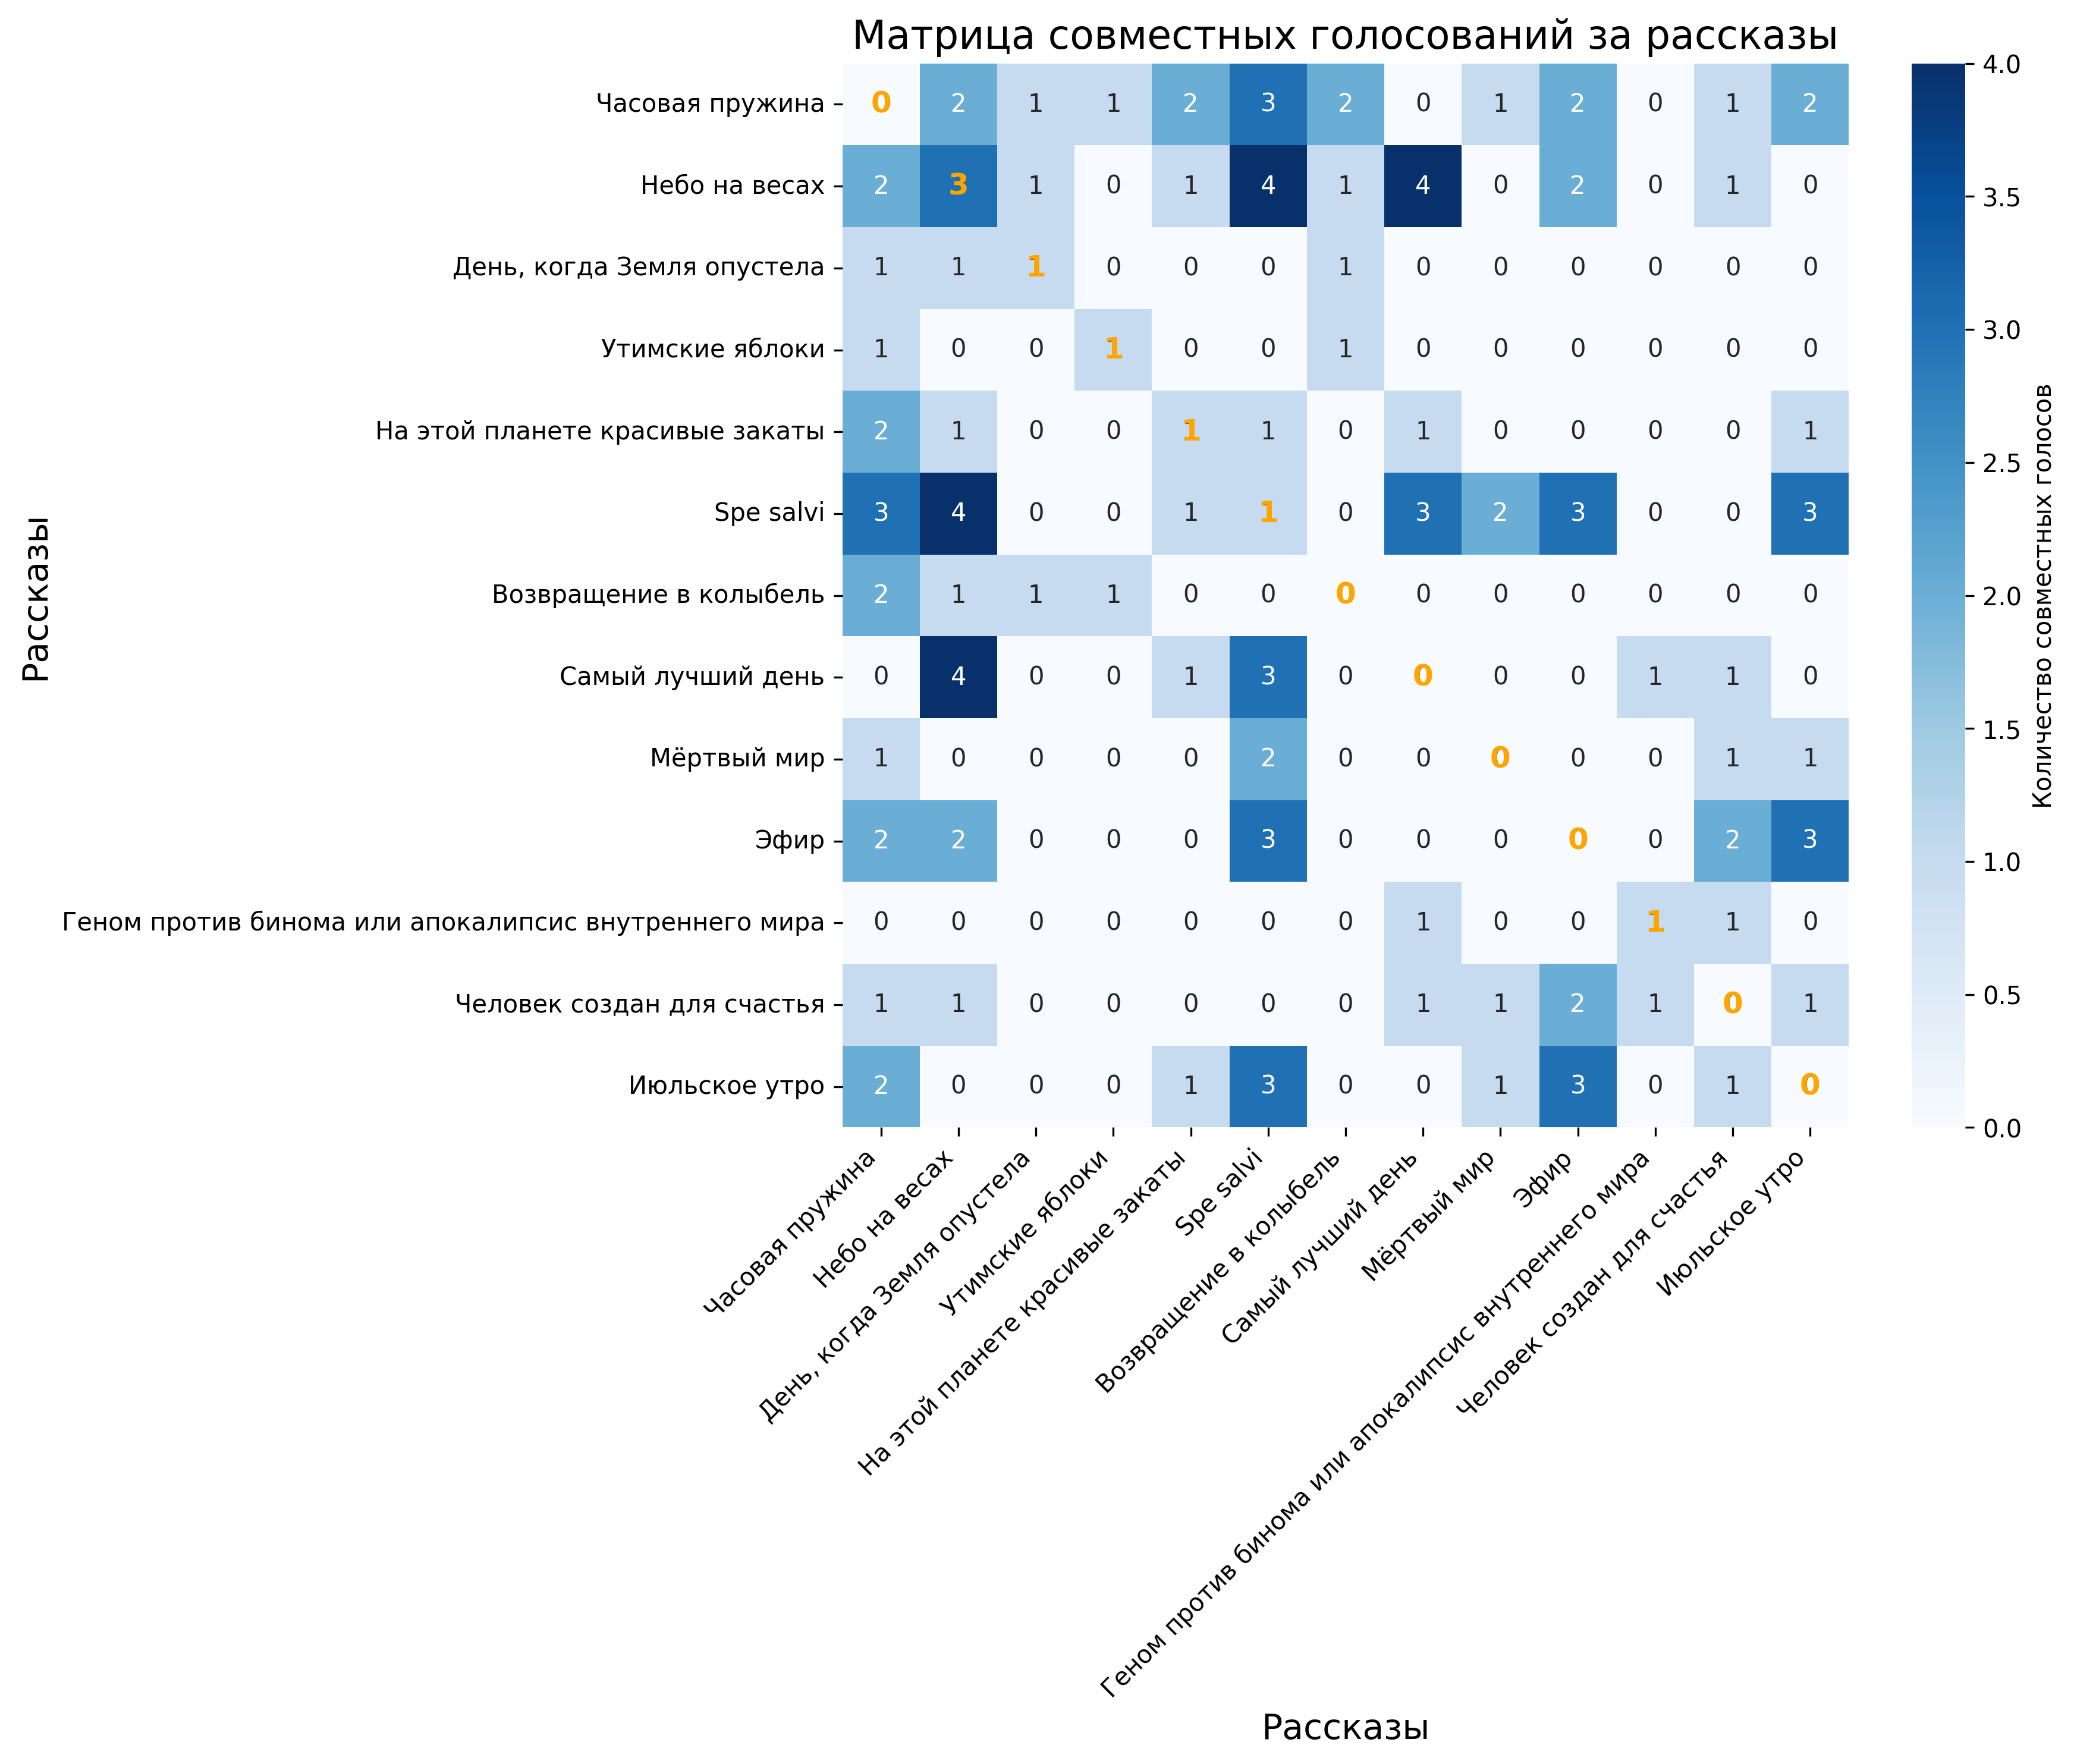 Матрица совместных голосований за рассказы
Часовая пружина 0 2 1 1 2 3 2 0 1 2 0 1 2
Небо на весах 2 3 1 0 1 4 1 4 0 2 0 1 0
День, когда Земля опустела 1 1 1 0 0 0 1 0 0 0 0 0 0
Утимские яблоки 1 0 0 1 0 0 1 0 0 0 0 0 0
На этой планете красивые закаты 2 1 0 0 1 1 0 1 0 0 0 0 1
Spe salvi 3 4 0 0 1 1 0 3 2 3 0 0 3
Возвращение в колыбель 2 1 1 1 0 0 0 0 0 0 0 0 0
Самый лучший день 0 4 0 0 1 3 0 0 0 0 1 1 0
Мёртвый мир 1 0 0 0 0 2 0 0 0 0 0 1 1
Эфир 2 2 0 0 0 3 0 0 0 0 0 2 3
Геном против бинома или апокалипсис внутреннего мира 0 0 0 0 0 0 0 1 0 0 1 1 0
Человек создан для счастья 1 1 0 0 0 0 0 1 1 2 1 0 1
Июльское утро 2 0 0 0 1 3 0 0 1 3 0 1 0
Рассказы
Часовая пружина
Небо на весах
День, когда Земля опустела
Утимские яблоки
На этой планете красивые закаты
Spe salvi
Возвращение в колыбель
Самый лучший день
Мёртвый мир
Эфир
Геном против бинома или апокалипсис внутреннего мира
Человек создан для счастья
Июльское утро
Рассказы
4.0
3.5
3.0
2.5
2.0
1.5
1.0
0.5
0.0
Количество совместных голосов